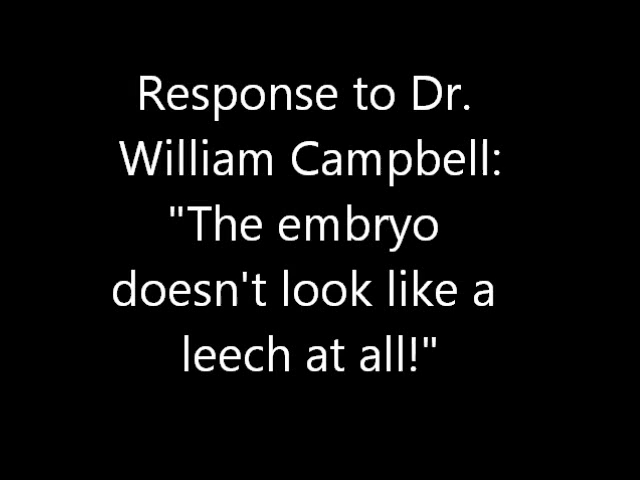 Response to Dr.
William Campbell:
"The embryo
doesn't look like a
leech at all!"